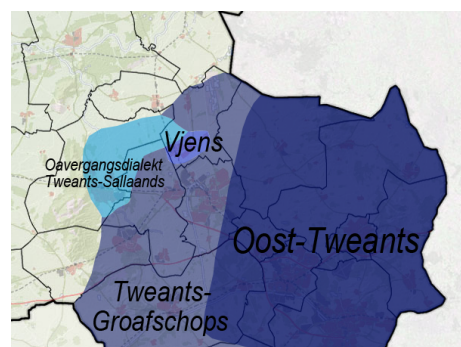 Vjens
Oavergangsdialekt
Tweants-Sallaands
Oost-Tweants
Tweants-
Groafschops